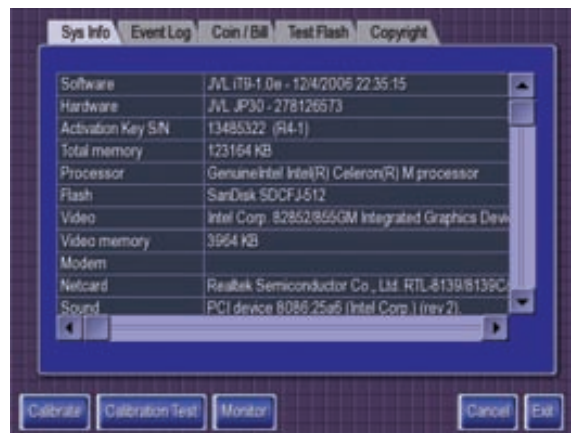 Sys Info Event Log Coin / Bill Test Flash Copyright
Software JVL iT9-1.0e - 12/4/2006 22:35:15
Hardware JVL JP30 - 278126573
Activation Key S/N 13485322 (R4-1)
Total memory 123164 KB
Processor GenuineIntel Intel(R) Celeron(R) M processor
Flash SanDisk SDCFJ-512
Video Intel Corp. 82852/855GM Integrated Graphics Devi
Video memory 3964 KB
Modem
Netcard Realtek Semiconductor Co., Ltd. RTL-8139/8139C
Sound PCI device 8086:25a6 (Intel Corp.) (rev 2).
Calibrate Calibration Test Monitor Cancel Exit